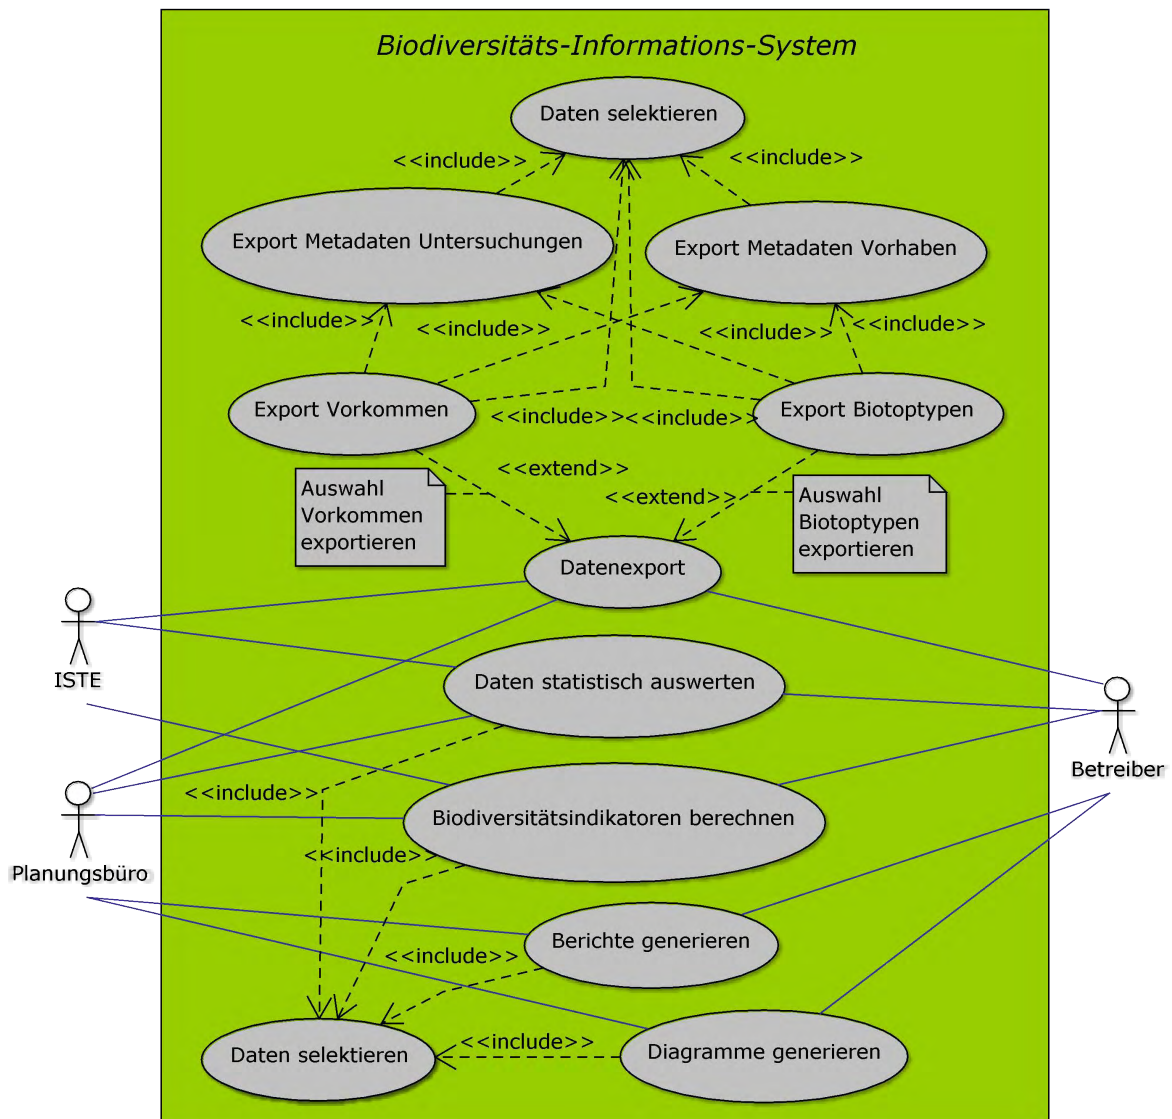 Biodiversitäts-Informations-System
Daten selektieren
<<include>>
<<include>>
Export Metadaten Untersuchungen
Export Metadaten Vorhaben
<<include>>
<<include>>
<<include>>
<<include>>
Export Vorkommen
<<include>>
<<include>>
Export Biotoptypen
<<extend>>
<<extend>>
Auswahl
Vorkommen
exportieren
Auswahl
Biotoptypen
exportieren
Datenexport
ISTE
Daten statistisch auswerten
Betreiber
<<include>>
Biodiversitätsindikatoren berechnen
<<include>>
Planungsbüro
Berichte generieren
<<include>>
<<include>>
Daten selektieren
Diagramme generieren